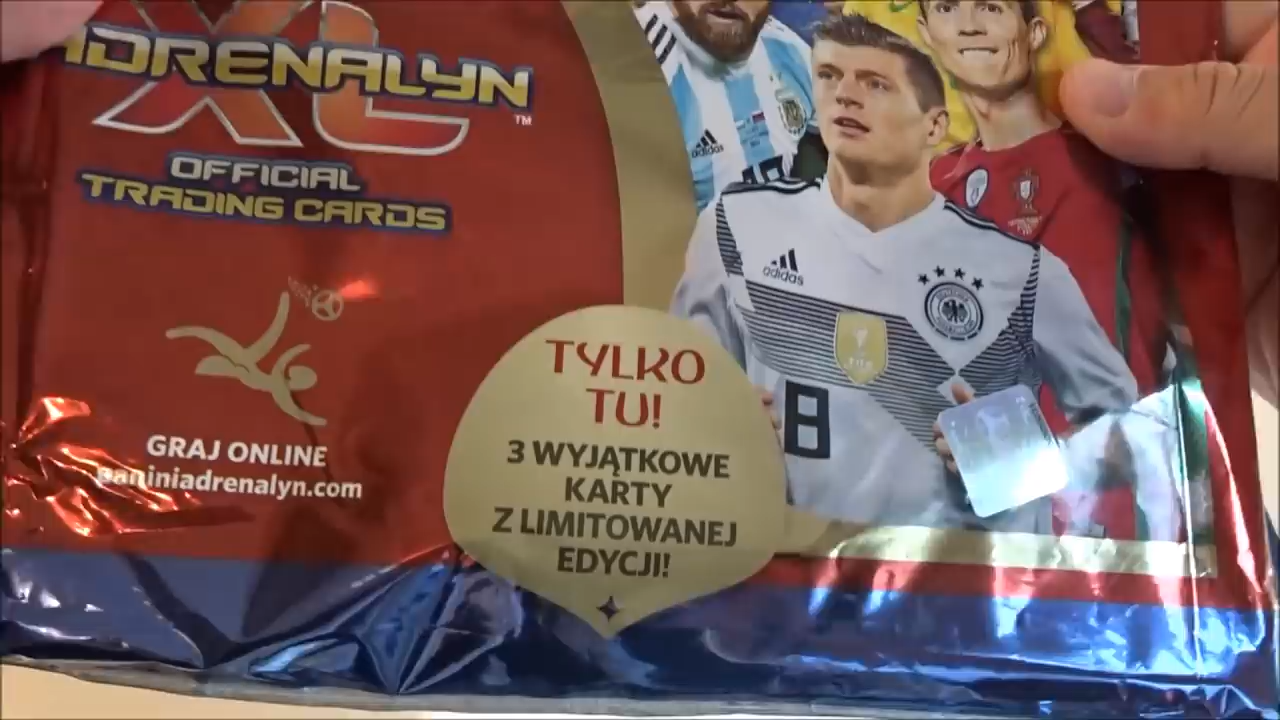 ADRENALYN
XL
™
OFFICIAL
TRADING CARDS
GRAJ ONLINE
paniniadrenalyn.com
TYLKO
TU!
3 WYJĄTKOWE
KARTY
Z LIMITOWANEJ
EDYCJI!
adidas
adidas
8